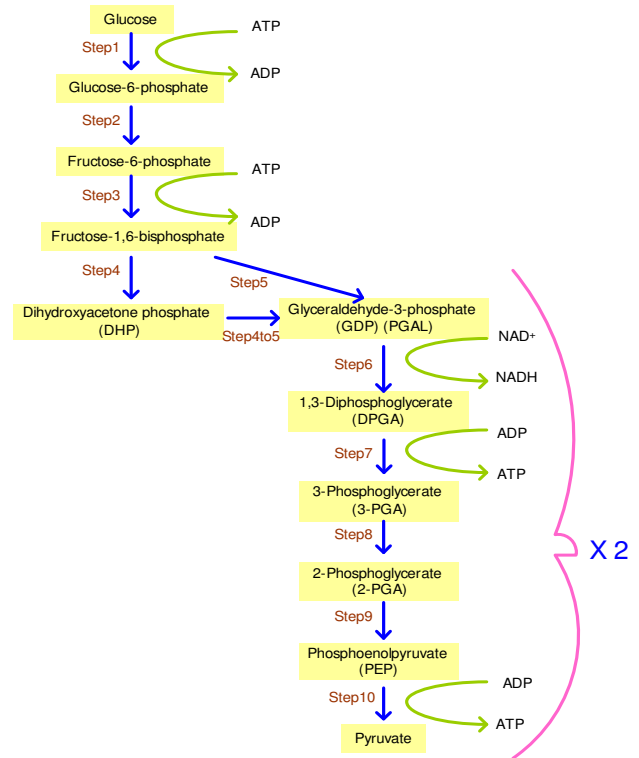 Glucose
ATP
Step1
ADP
Glucose-6-phosphate
Step2
Fructose-6-phosphate
ATP
Step3
ADP
Fructose-1,6-bisphosphate
Step4
Step5
Dihydroxyacetone phosphate
(DHP)
Step4to5
Glyceraldehyde-3-phosphate
(GDP) (PGAL)
NAD+
Step6
NADH
1,3-Diphosphoglycerate
(DPGA)
ADP
Step7
ATP
3-Phosphoglycerate
(3-PGA)
Step8
X 2
2-Phosphoglycerate
(2-PGA)
Step9
Phosphoenolpyruvate
(PEP)
ADP
Step10
ATP
Pyruvate